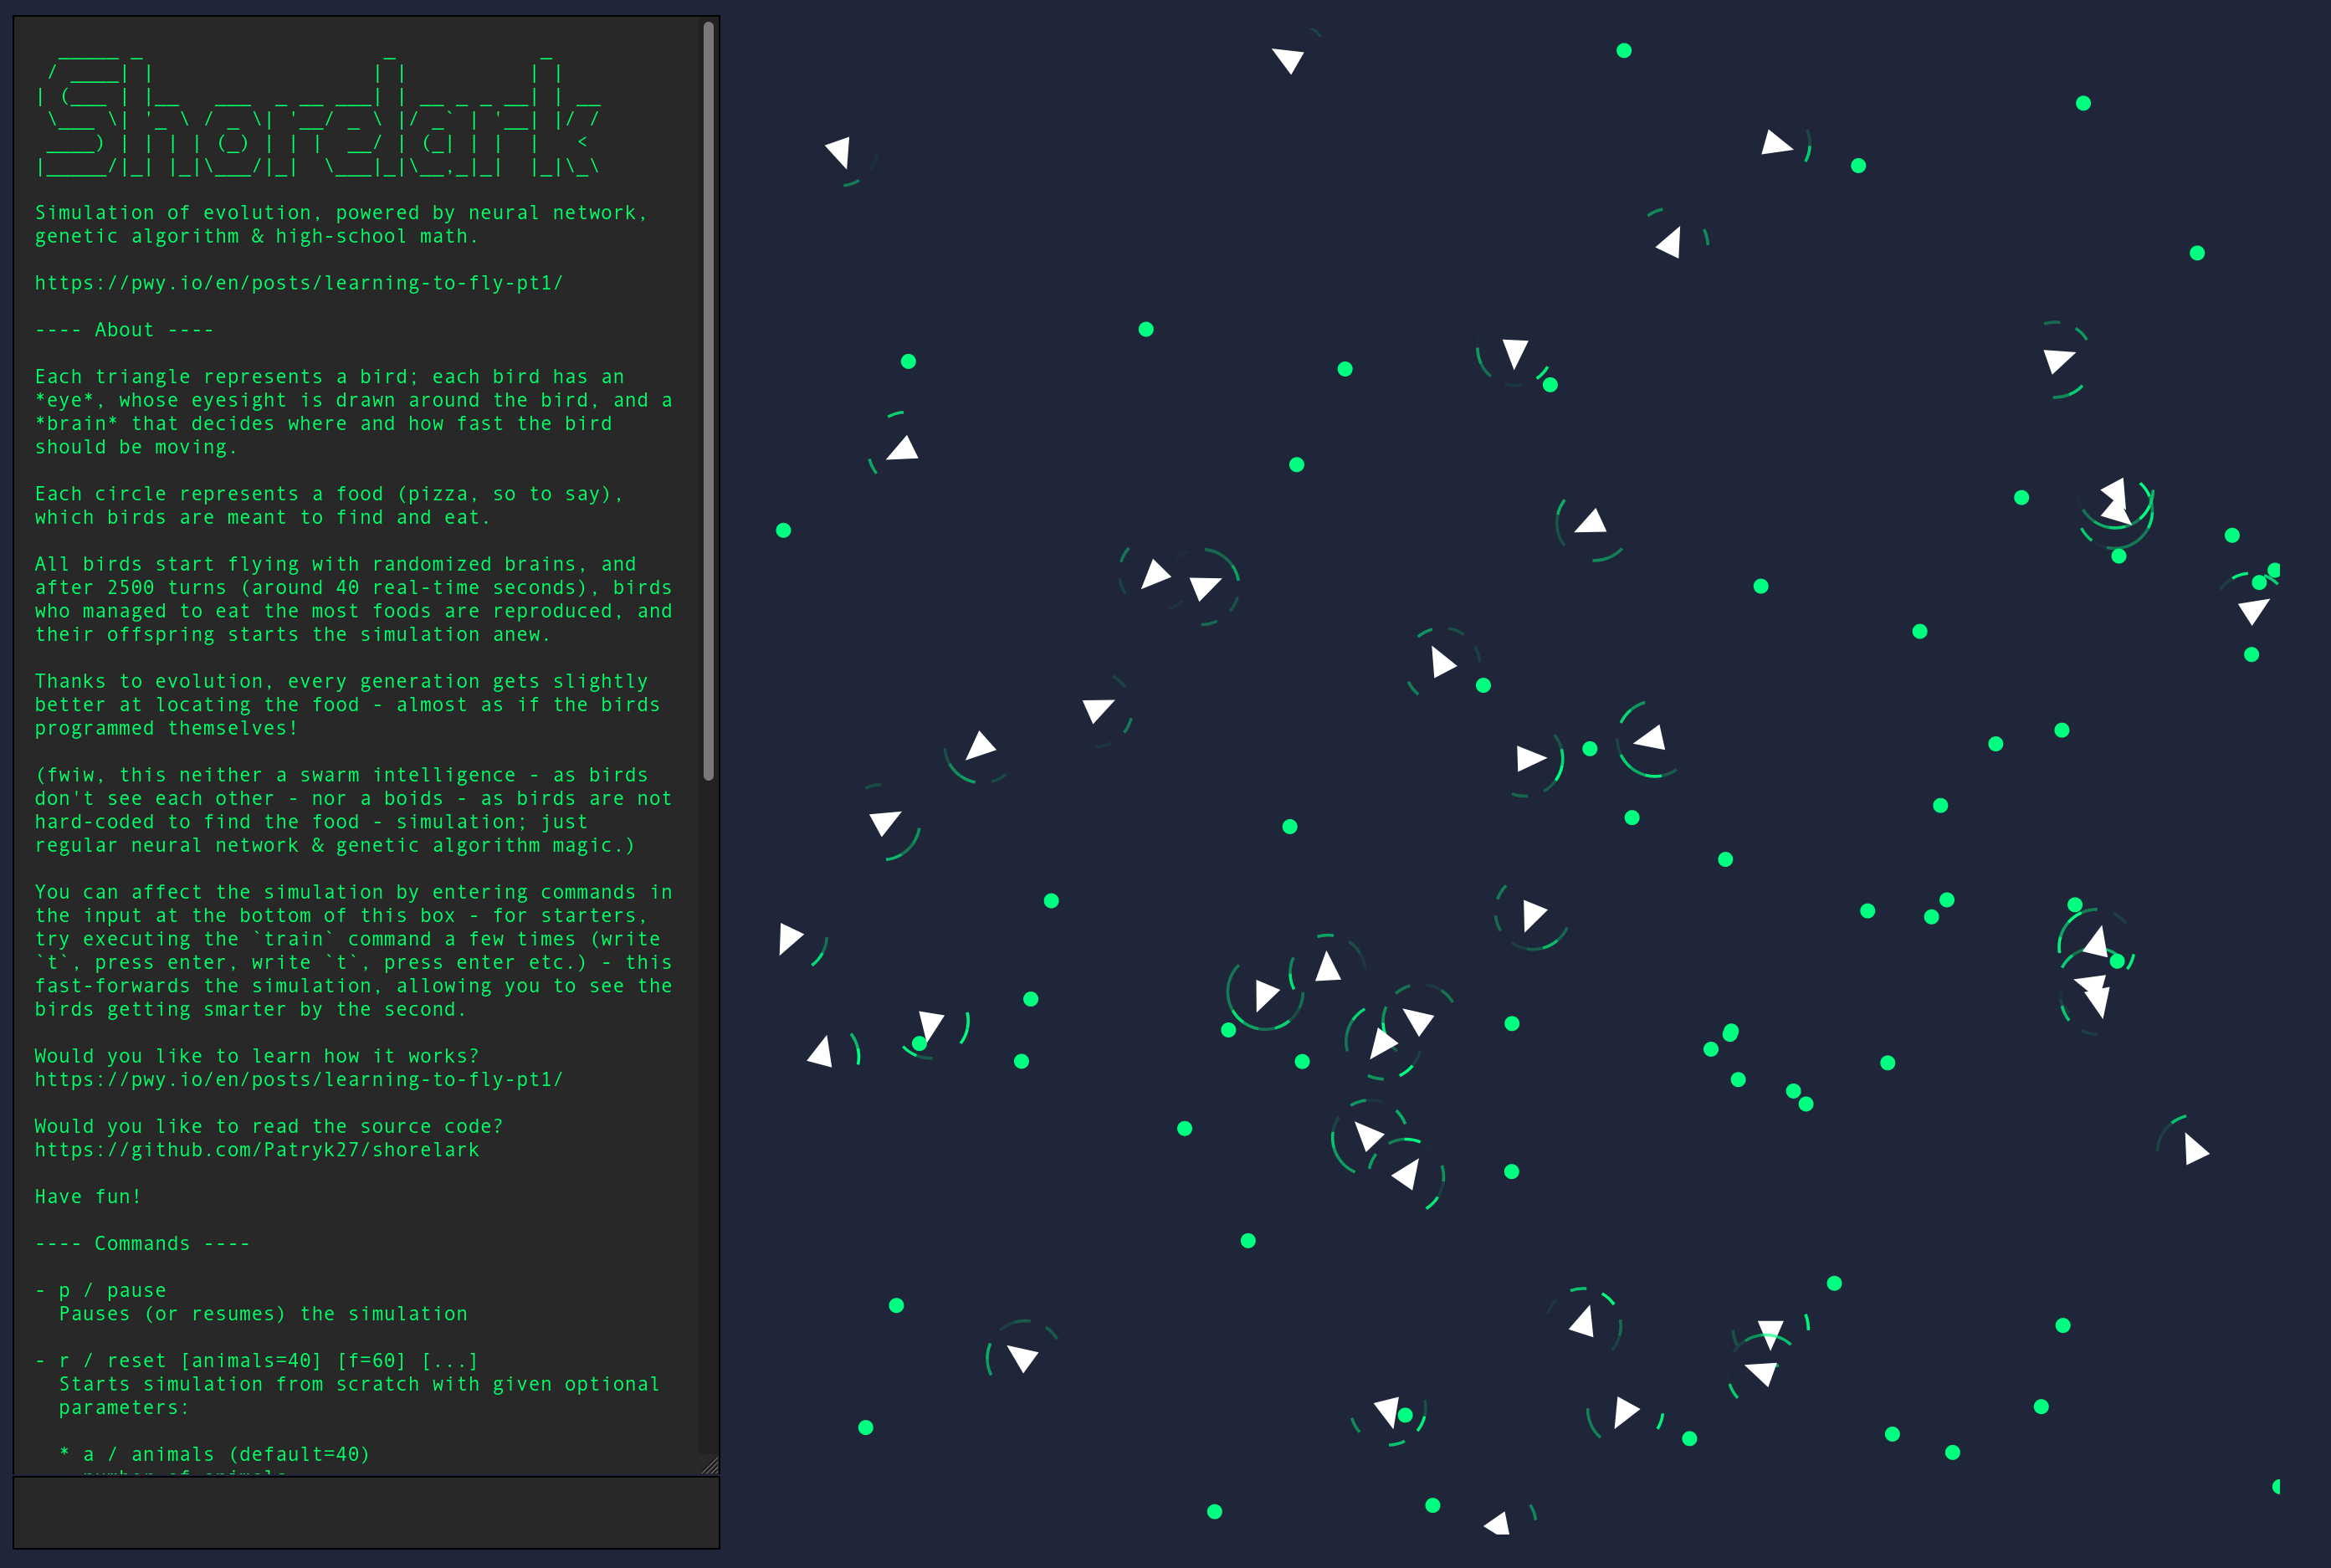 Shorelark
Simulation of evolution, powered by neural network,
genetic algorithm & high-school math.
https://pwy.io/en/posts/learning-to-fly-pt1/
---- About ----
Each triangle represents a bird; each bird has an
*eye*, whose eyesight is drawn around the bird, and a
*brain* that decides where and how fast the bird
should be moving.
Each circle represents a food (pizza, so to say),
which birds are meant to find and eat.
All birds start flying with randomized brains, and
after 2500 turns (around 40 real-time seconds), birds
who managed to eat the most foods are reproduced, and
their offspring starts the simulation anew.
Thanks to evolution, every generation gets slightly
better at locating the food - almost as if the birds
programmed themselves!
(fwiw, this neither a swarm intelligence - as birds
don't see each other - nor a boids - as birds are not
hard-coded to find the food - simulation; just
regular neural network & genetic algorithm magic.)
You can affect the simulation by entering commands in
the input at the bottom of this box - for starters,
try executing the `train` command a few times (write
`t`, press enter, write `t`, press enter etc.) - this
fast-forwards the simulation, allowing you to see the
birds getting smarter by the second.
Would you like to learn how it works?
https://pwy.io/en/posts/learning-to-fly-pt1/
Would you like to read the source code?
https://github.com/Patryk27/shorelark
Have fun!
---- Commands ----
- p / pause
Pauses (or resumes) the simulation
- r / reset [animals=40] [f=60] [...]
Starts simulation from scratch with given optional
parameters:
* a / animals (default=40)
number of animals